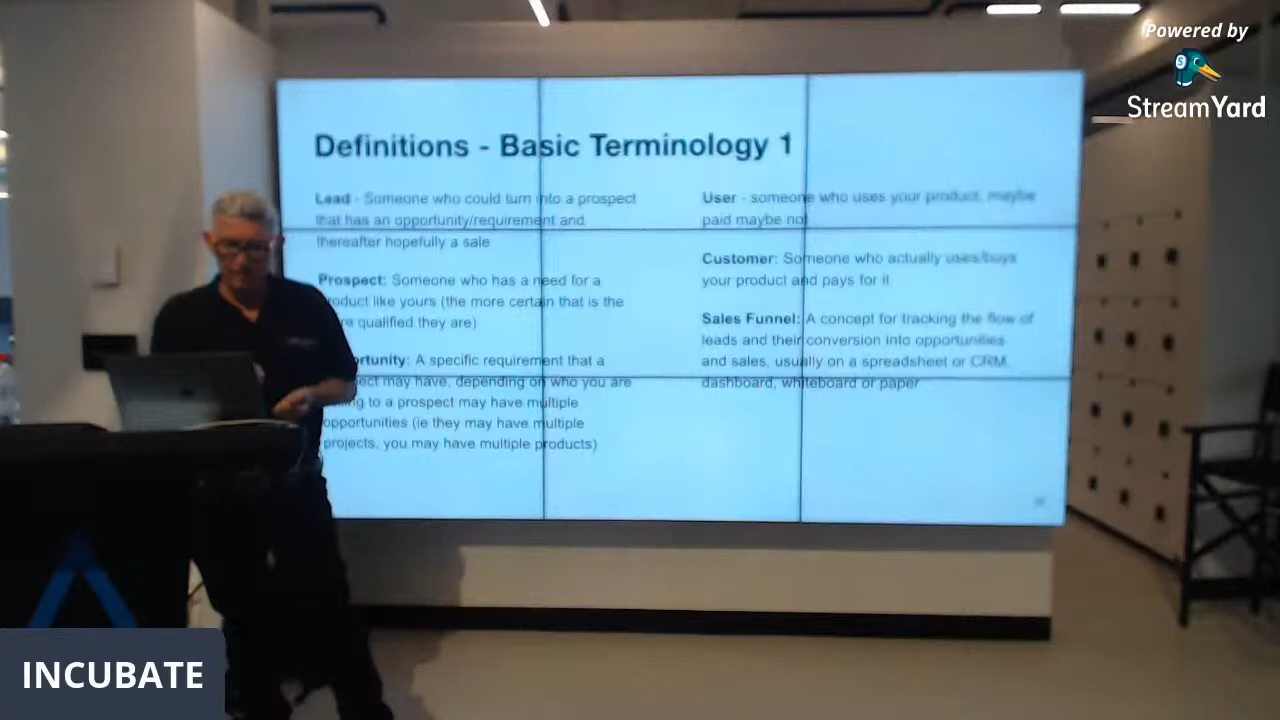 Powered by
StreamYard
Definitions - Basic Terminology 1
Lead - Someone who could turn into a prospect
that has an opportunity/requirement and
thereafter hopefully a sale
Prospect: Someone who has a need for a
product like yours (the more certain that is the
qualified they are)
A specific requirement that a
may have, depending on who you are
to a prospect may have multiple
opportunities (ie they may have multiple
projects, you may have multiple products)
User - someone who uses your product, maybe
paid maybe not
Customer: Someone who actually uses/buys
your product and pays for it
Sales Funnel: A concept for tracking the flow of
leads and their conversion into opportunities
and sales, usually on a spreadsheet or CRM,
dashboard, whiteboard or paper
INCUBATE